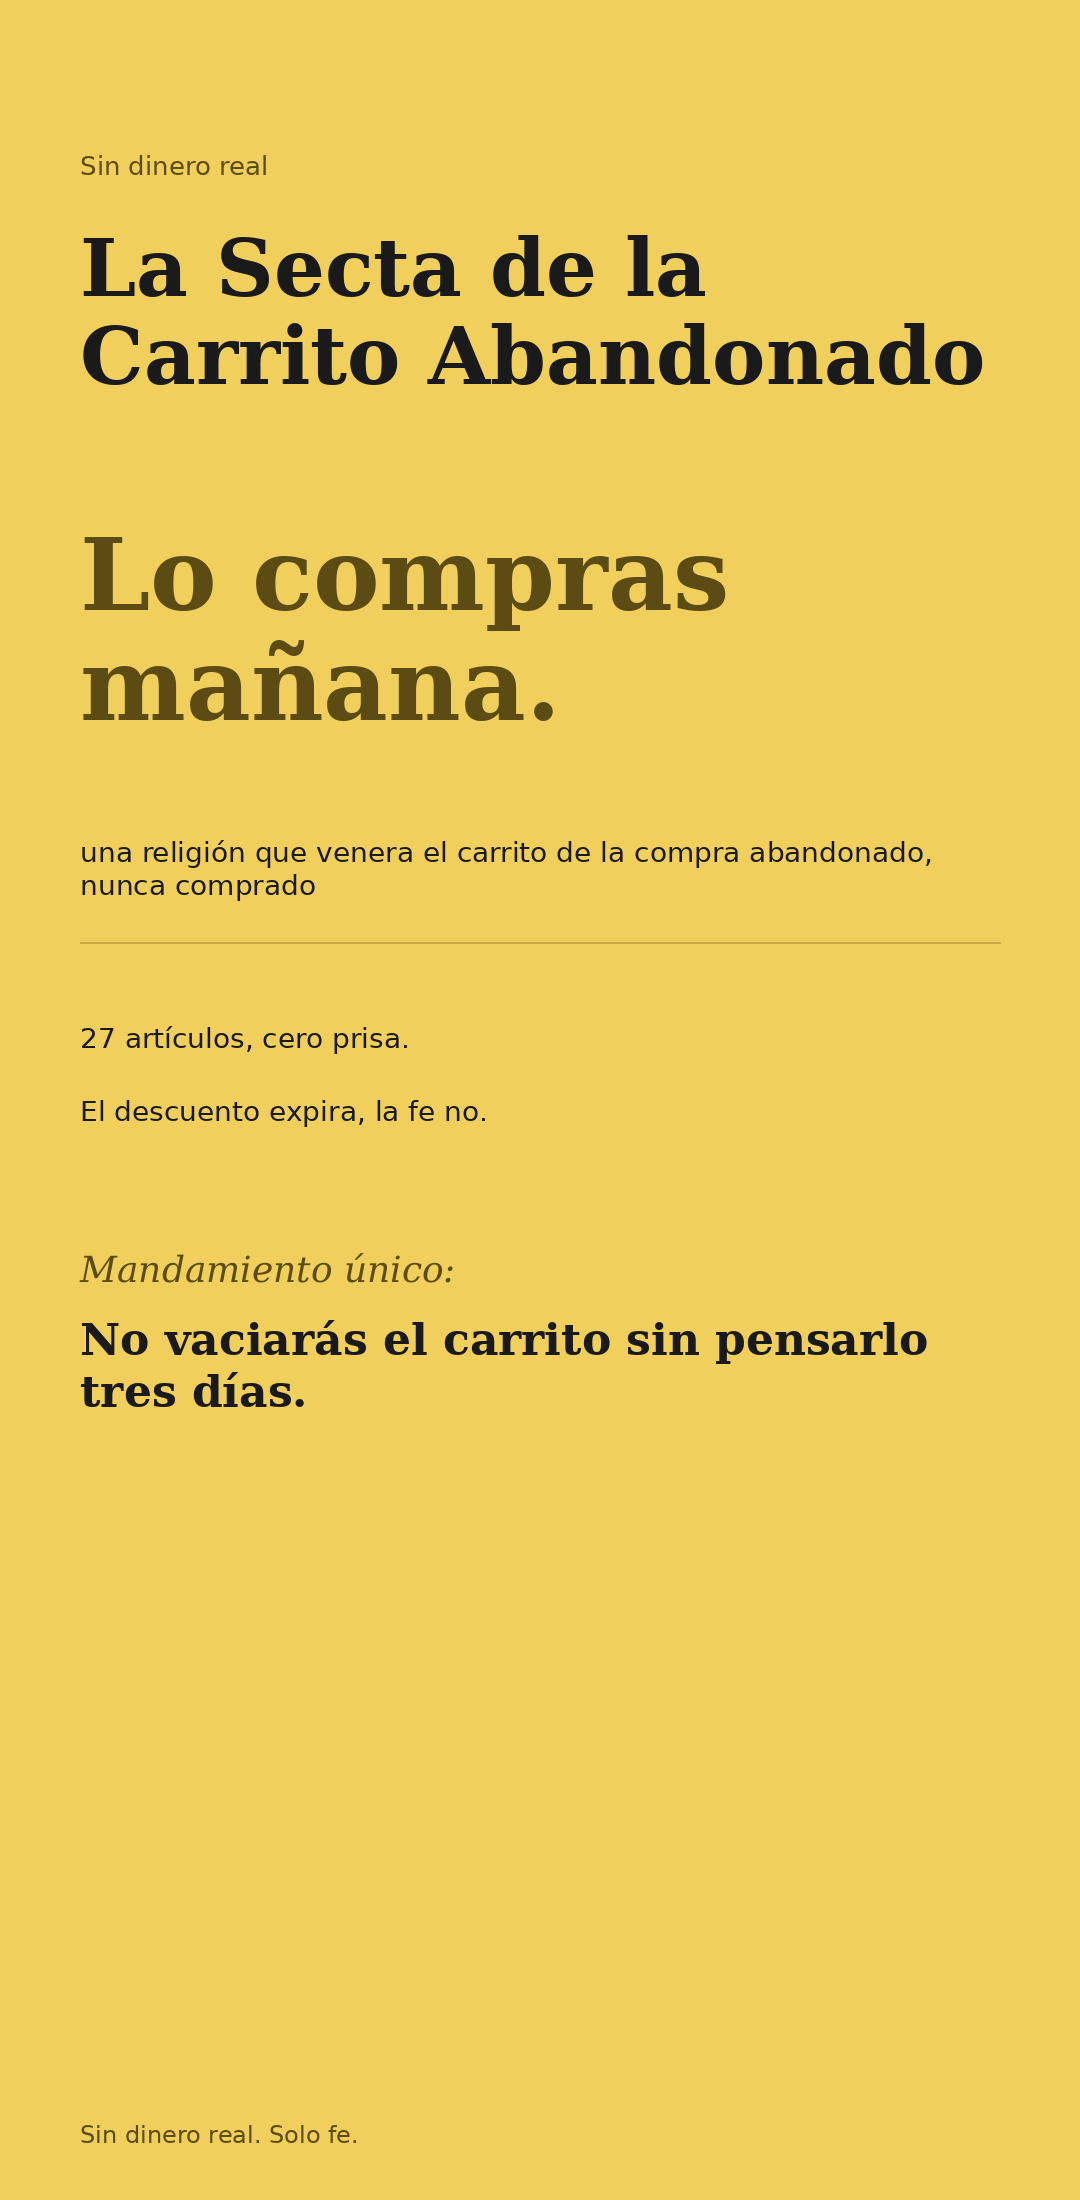 Sin dinero real
La Secta de la
Carrito Abandonado
Lo compras
mañana.
una religión que venera el carrito de la compra abandonado,
nunca comprado
27 artículos, cero prisa.
El descuento expira, la fe no.
Mandamiento único:
No vaciarás el carrito sin pensarlo
tres días.
Sin dinero real. Solo fe.